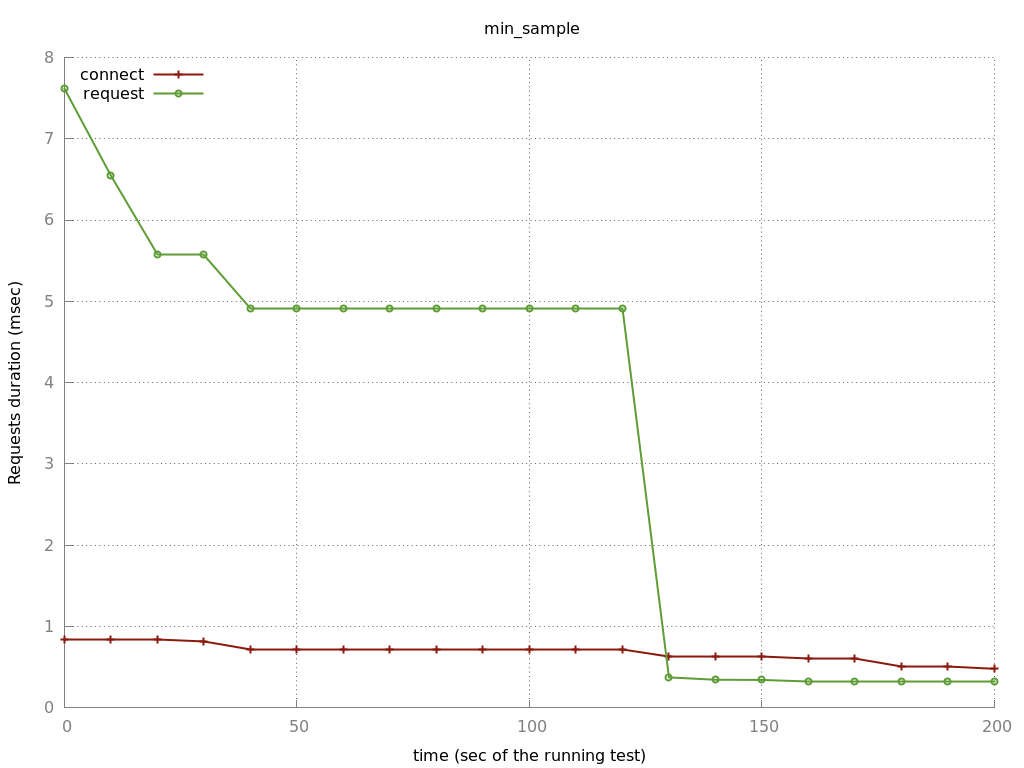 min_sample
connect
request
8
7
6
5
4
3
2
1
0
Requests duration (msec)
0 50 100 150 200
time (sec of the running test)